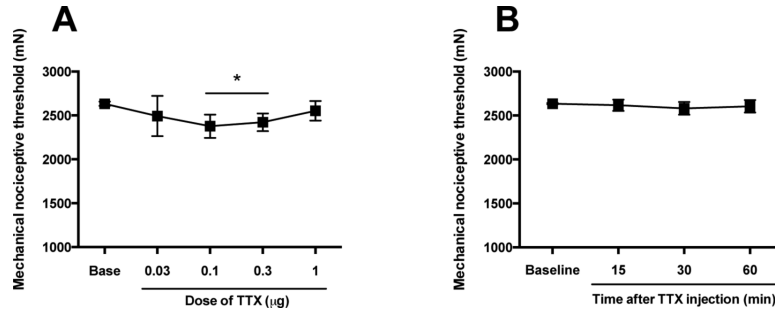 A
Mechanical nociceptive threshold (mN)
3000
2500
2000
1500
1000
*
Base 0.03 0.1 0.3 1
Dose of TTX (μg)
B
Mechanical nociceptive threshold (mN)
3000
2500
2000
1500
1000
Baseline 15 30 60
Time after TTX injection (min)